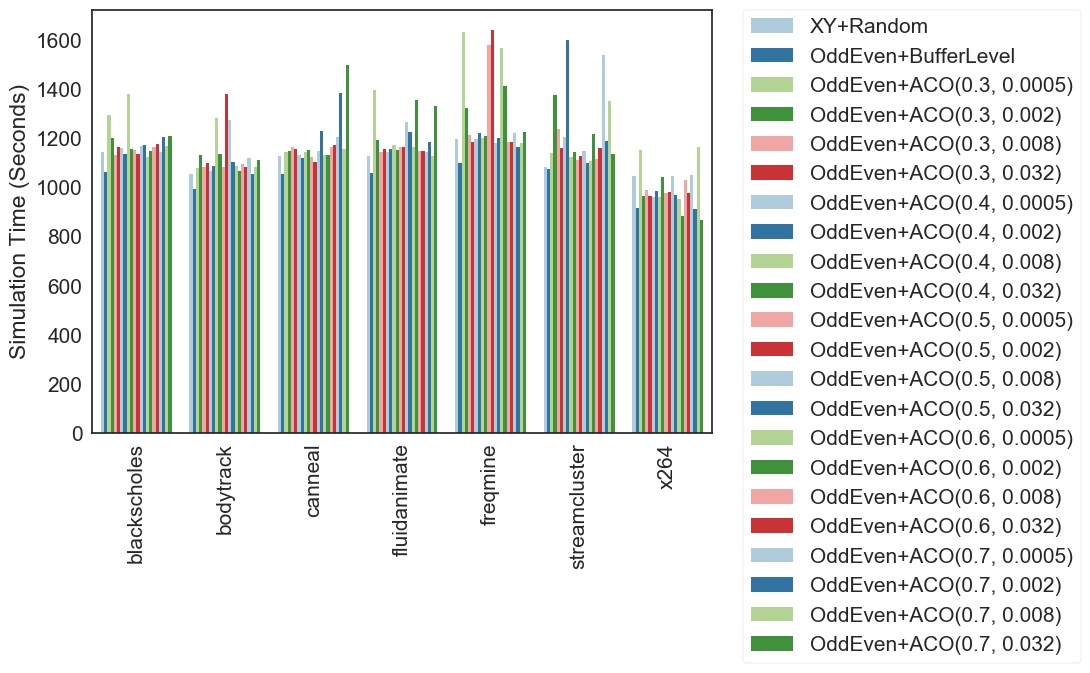 Simulation Time (Seconds)
1600
1400
1200
1000
800
600
400
200
0
blackscholes
bodytrack
canneal
fluidanimate
freqmine
streamcluster
x264
XY+Random
OddEven+BufferLevel
OddEven+ACO(0.3, 0.0005)
OddEven+ACO(0.3, 0.002)
OddEven+ACO(0.3, 0.008)
OddEven+ACO(0.3, 0.032)
OddEven+ACO(0.4, 0.0005)
OddEven+ACO(0.4, 0.002)
OddEven+ACO(0.4, 0.008)
OddEven+ACO(0.4, 0.032)
OddEven+ACO(0.5, 0.0005)
OddEven+ACO(0.5, 0.002)
OddEven+ACO(0.5, 0.008)
OddEven+ACO(0.5, 0.032)
OddEven+ACO(0.6, 0.0005)
OddEven+ACO(0.6, 0.002)
OddEven+ACO(0.6, 0.008)
OddEven+ACO(0.6, 0.032)
OddEven+ACO(0.7, 0.0005)
OddEven+ACO(0.7, 0.002)
OddEven+ACO(0.7, 0.008)
OddEven+ACO(0.7, 0.032)